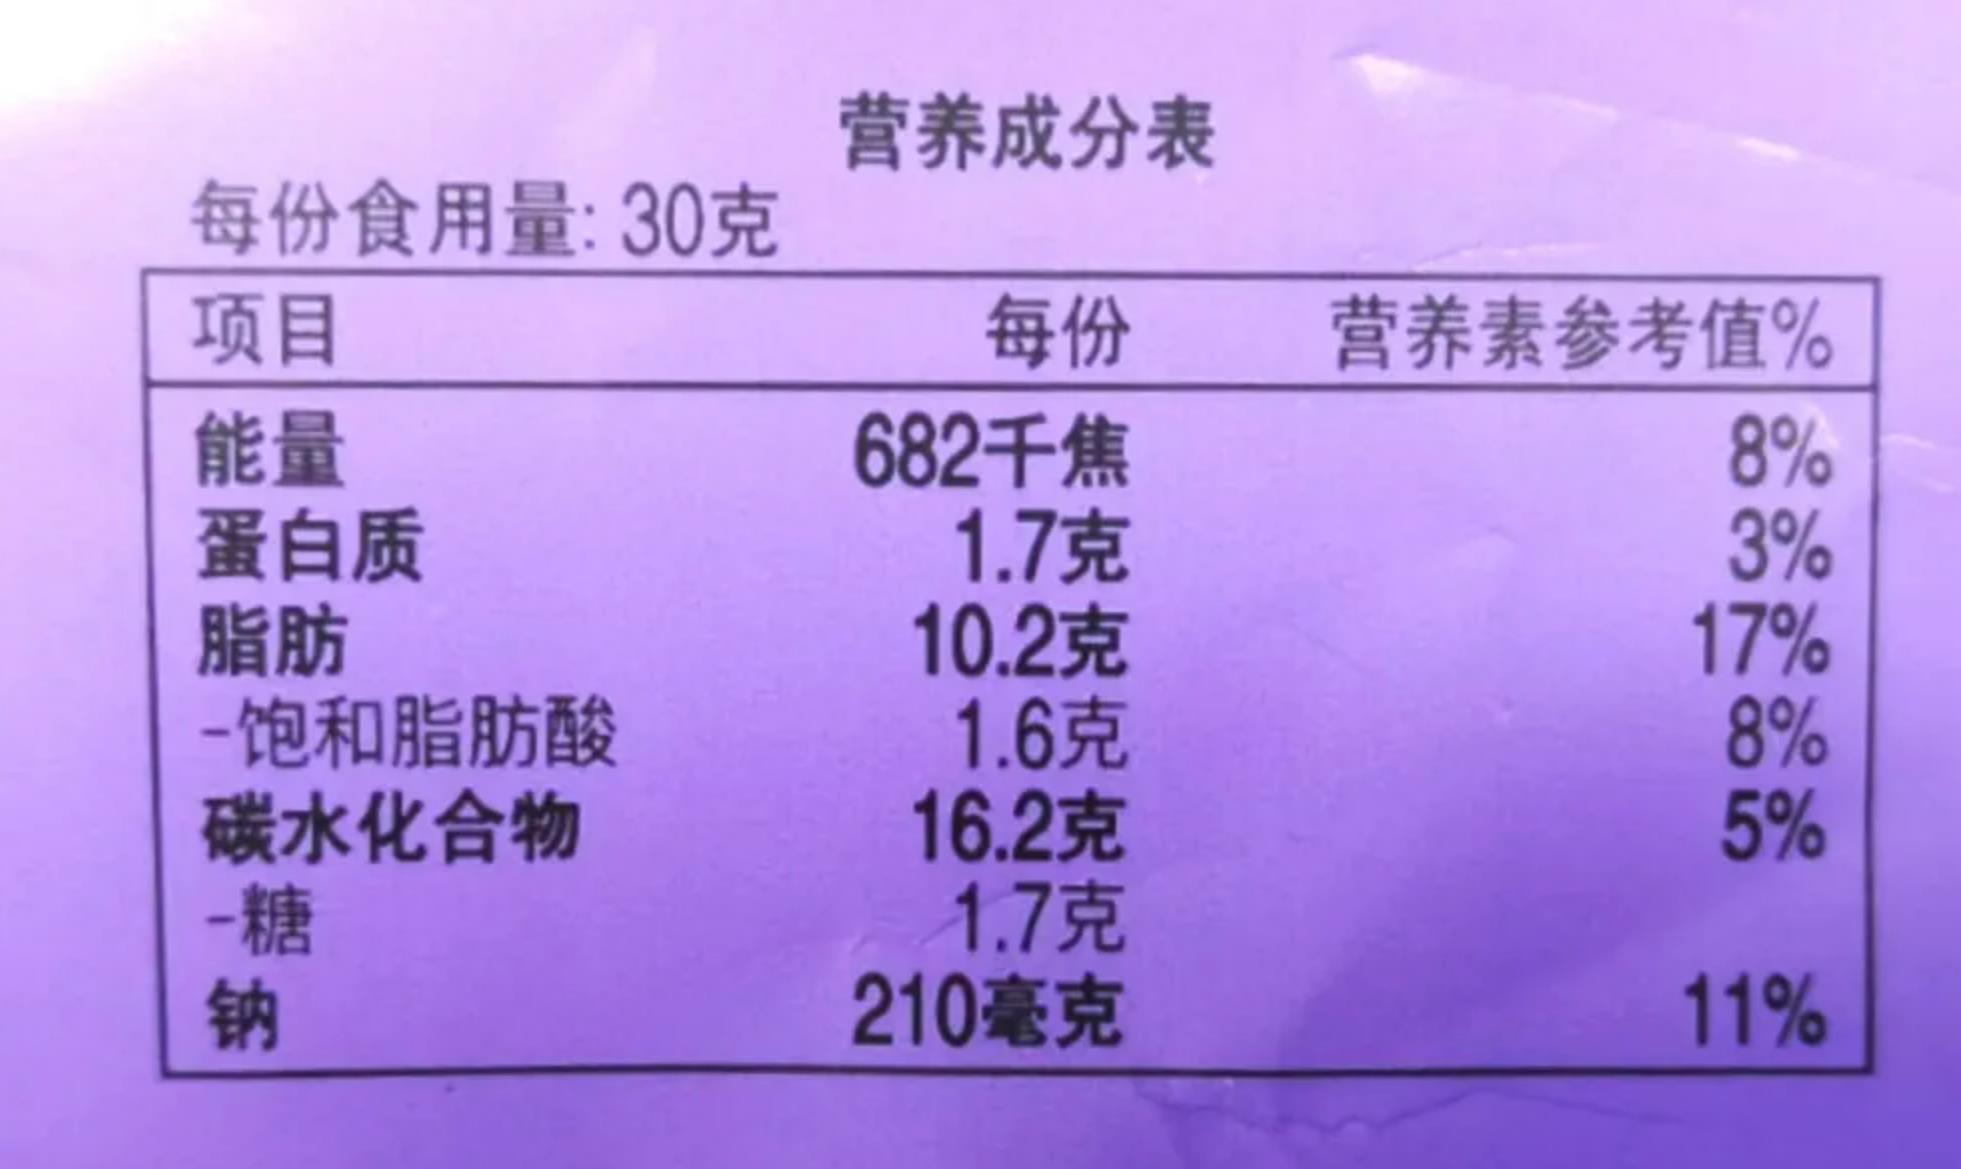 营养成分表
每份食用量: 30克
项目 每份 营养素参考值%
能量 682千焦 8%
蛋白质 1.7克 3%
脂肪 10.2克 17%
-饱和脂肪酸 1.6克 8%
碳水化合物 16.2克 5%
-糖 1.7克
钠 210毫克 11%